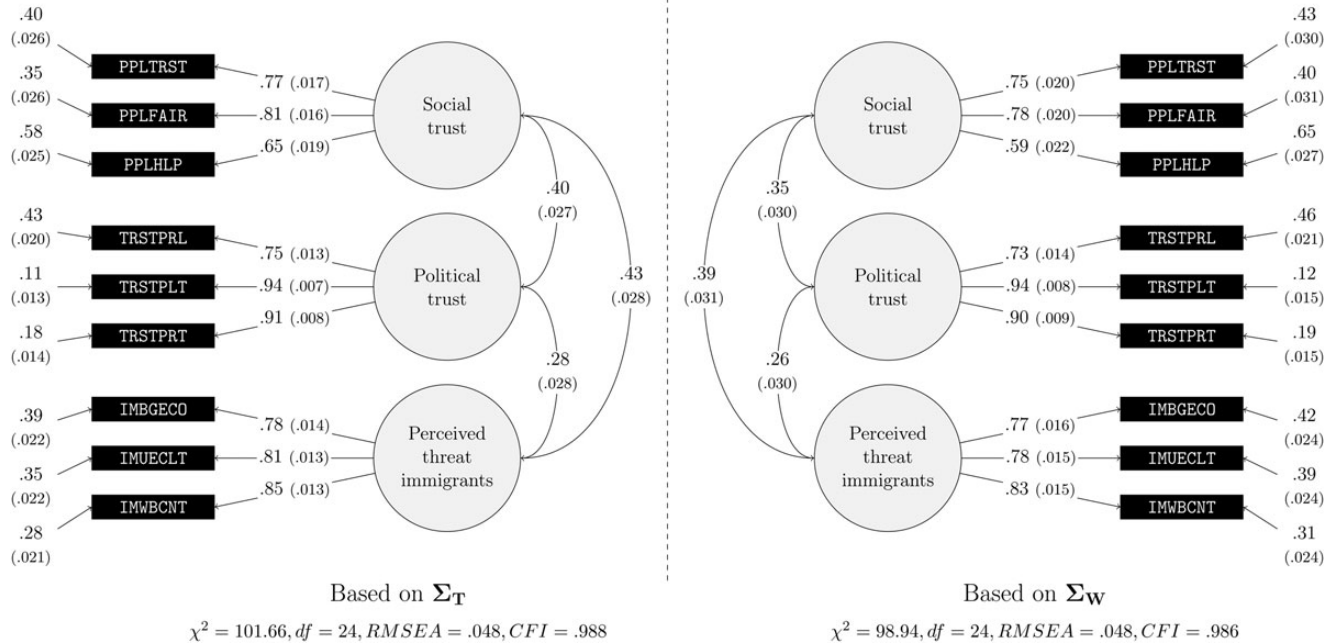 .40
(.026)
PPLTRST
.77 (.017)
.35
(.026)
PPLFAIR
.81 (.016)
.58
(.025)
PPLHLP
.65 (.019)
Social
trust
.40
(.027)
.43
(.020)
TRSTPRL
.75 (.013)
.11
(.013)
TRSTPLT
.94 (.007)
.18
(.014)
TRSTPRT
.91 (.008)
Political
trust
.43
(.028)
.28
(.028)
.39
(.022)
IMBGECO
.78 (.014)
.35
(.022)
IMUECLT
.81 (.013)
.28
(.021)
IMWBCNT
.85 (.013)
Perceived
threat
immigrants
Based on Σ_T
χ² = 101.66, df = 24, RMSEA = .048, CFI = .988
Social
trust
.75 (.020)
PPLTRST
.43
(.030)
.78 (.020)
PPLFAIR
.40
(.031)
.59 (.022)
PPLHLP
.65
(.027)
.35
(.030)
.39
(.031)
Political
trust
.73 (.014)
TRSTPRL
.46
(.021)
.94 (.008)
TRSTPLT
.12
(.015)
.90 (.009)
TRSTPRT
.19
(.015)
.26
(.030)
Perceived
threat
immigrants
.77 (.016)
IMBGECO
.42
(.024)
.78 (.015)
IMUECLT
.39
(.024)
.83 (.015)
IMWBCNT
.31
(.024)
Based on Σ_W
χ² = 98.94, df = 24, RMSEA = .048, CFI = .986